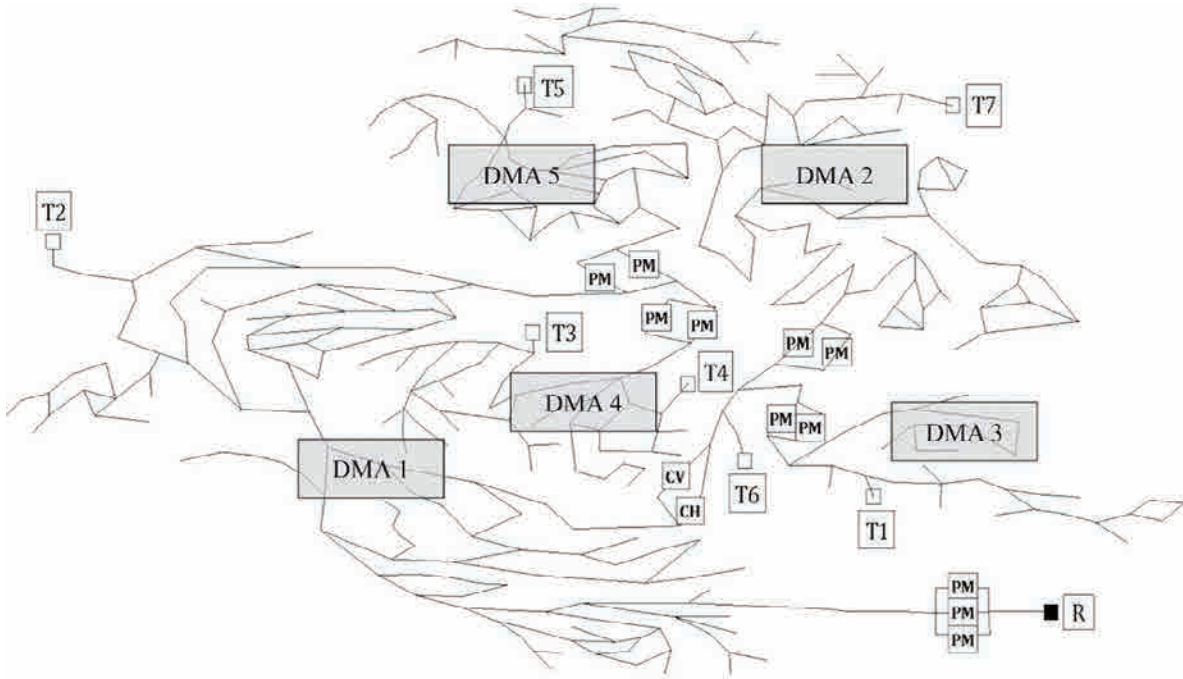 T5
T7
DMA 5
DMA 2
T2
PM
PM
PM
PM
T3
PM
PM
T4
DMA 4
PM
PM
DMA 3
DMA 1
CV
T6
CH
T1
PM
PM
R
PM